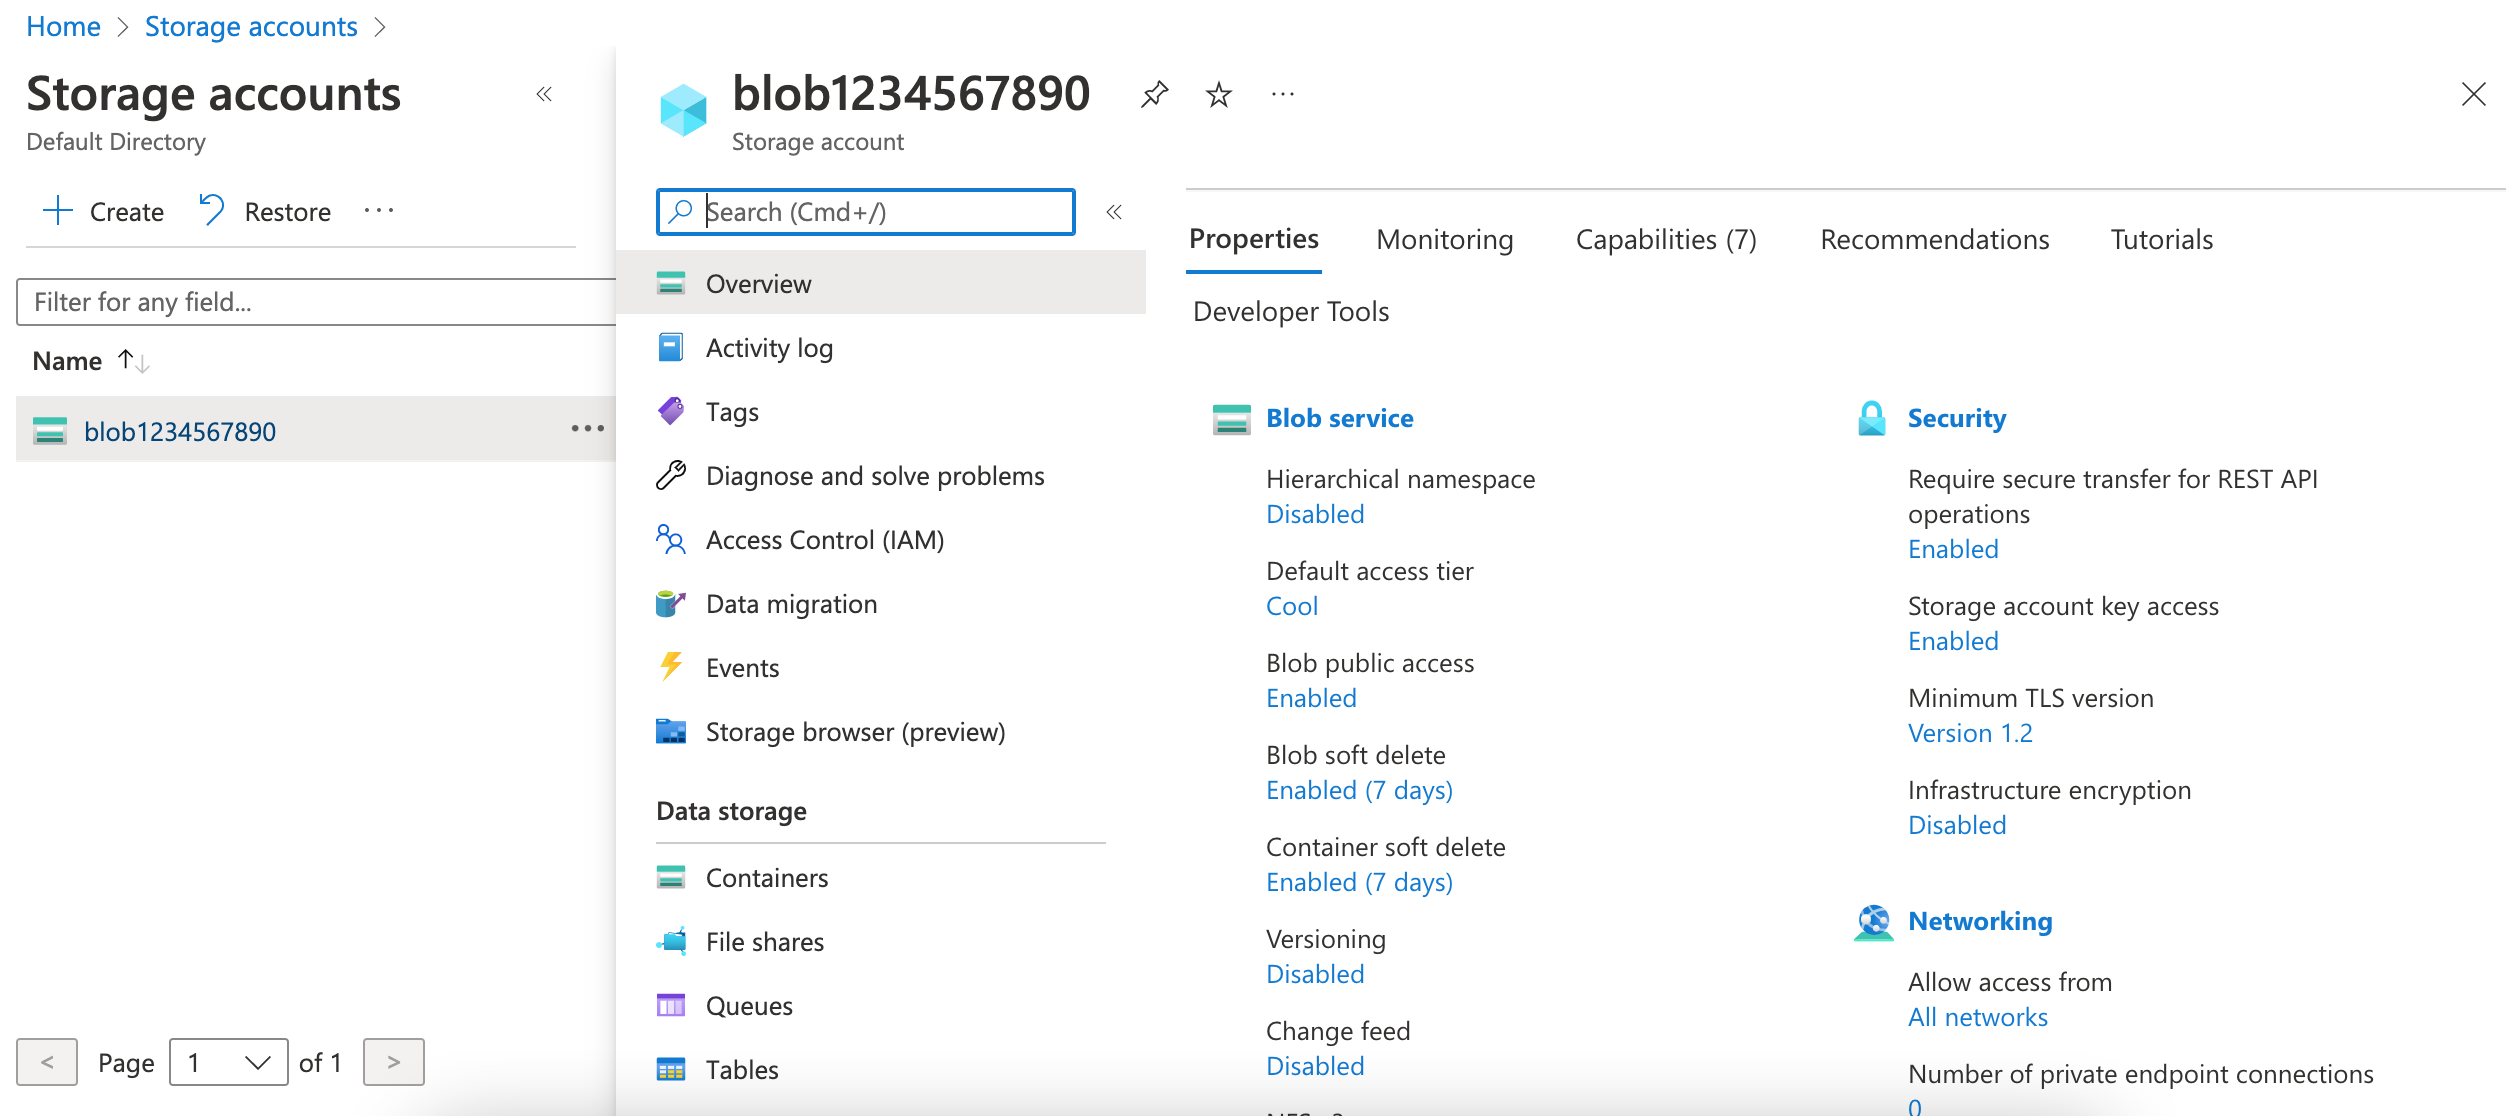 Home > Storage accounts >
Storage accounts
Default Directory
Create Restore ...
Filter for any field...
Name
blob1234567890
< Page 1 of 1 >
blob1234567890
Storage account
Search (Cmd+/)
Overview
Activity log
Tags
Diagnose and solve problems
Access Control (IAM)
Data migration
Events
Storage browser (preview)
Data storage
Containers
File shares
Queues
Tables
Properties Monitoring Capabilities (7) Recommendations Tutorials
Developer Tools
Blob service
Hierarchical namespace
Disabled
Default access tier
Cool
Blob public access
Enabled
Blob soft delete
Enabled (7 days)
Container soft delete
Enabled (7 days)
Versioning
Disabled
Change feed
Disabled
Security
Require secure transfer for REST API
operations
Enabled
Storage account key access
Enabled
Minimum TLS version
Version 1.2
Infrastructure encryption
Disabled
Networking
Allow access from
All networks
Number of private endpoint connections
0